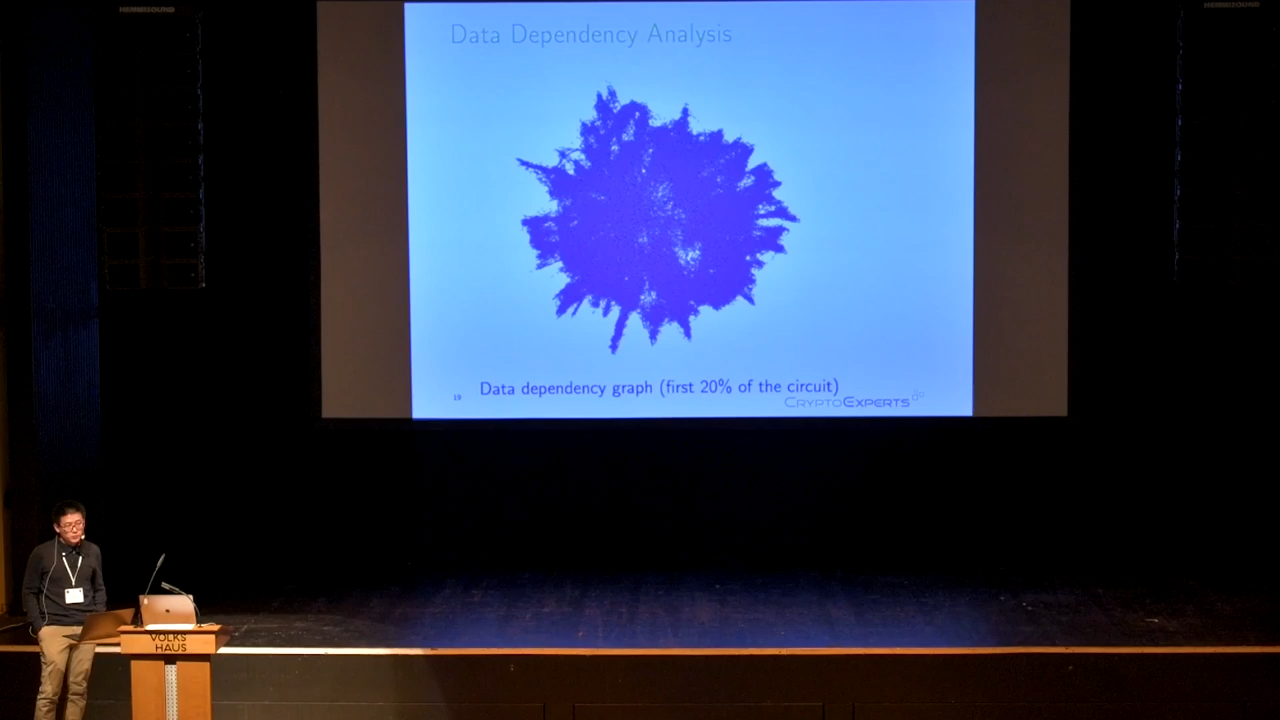 Data Dependency Analysis
Data dependency graph (first 20% of the circuit)
CRYPTOEXPERTS
VOLKS
HAUS